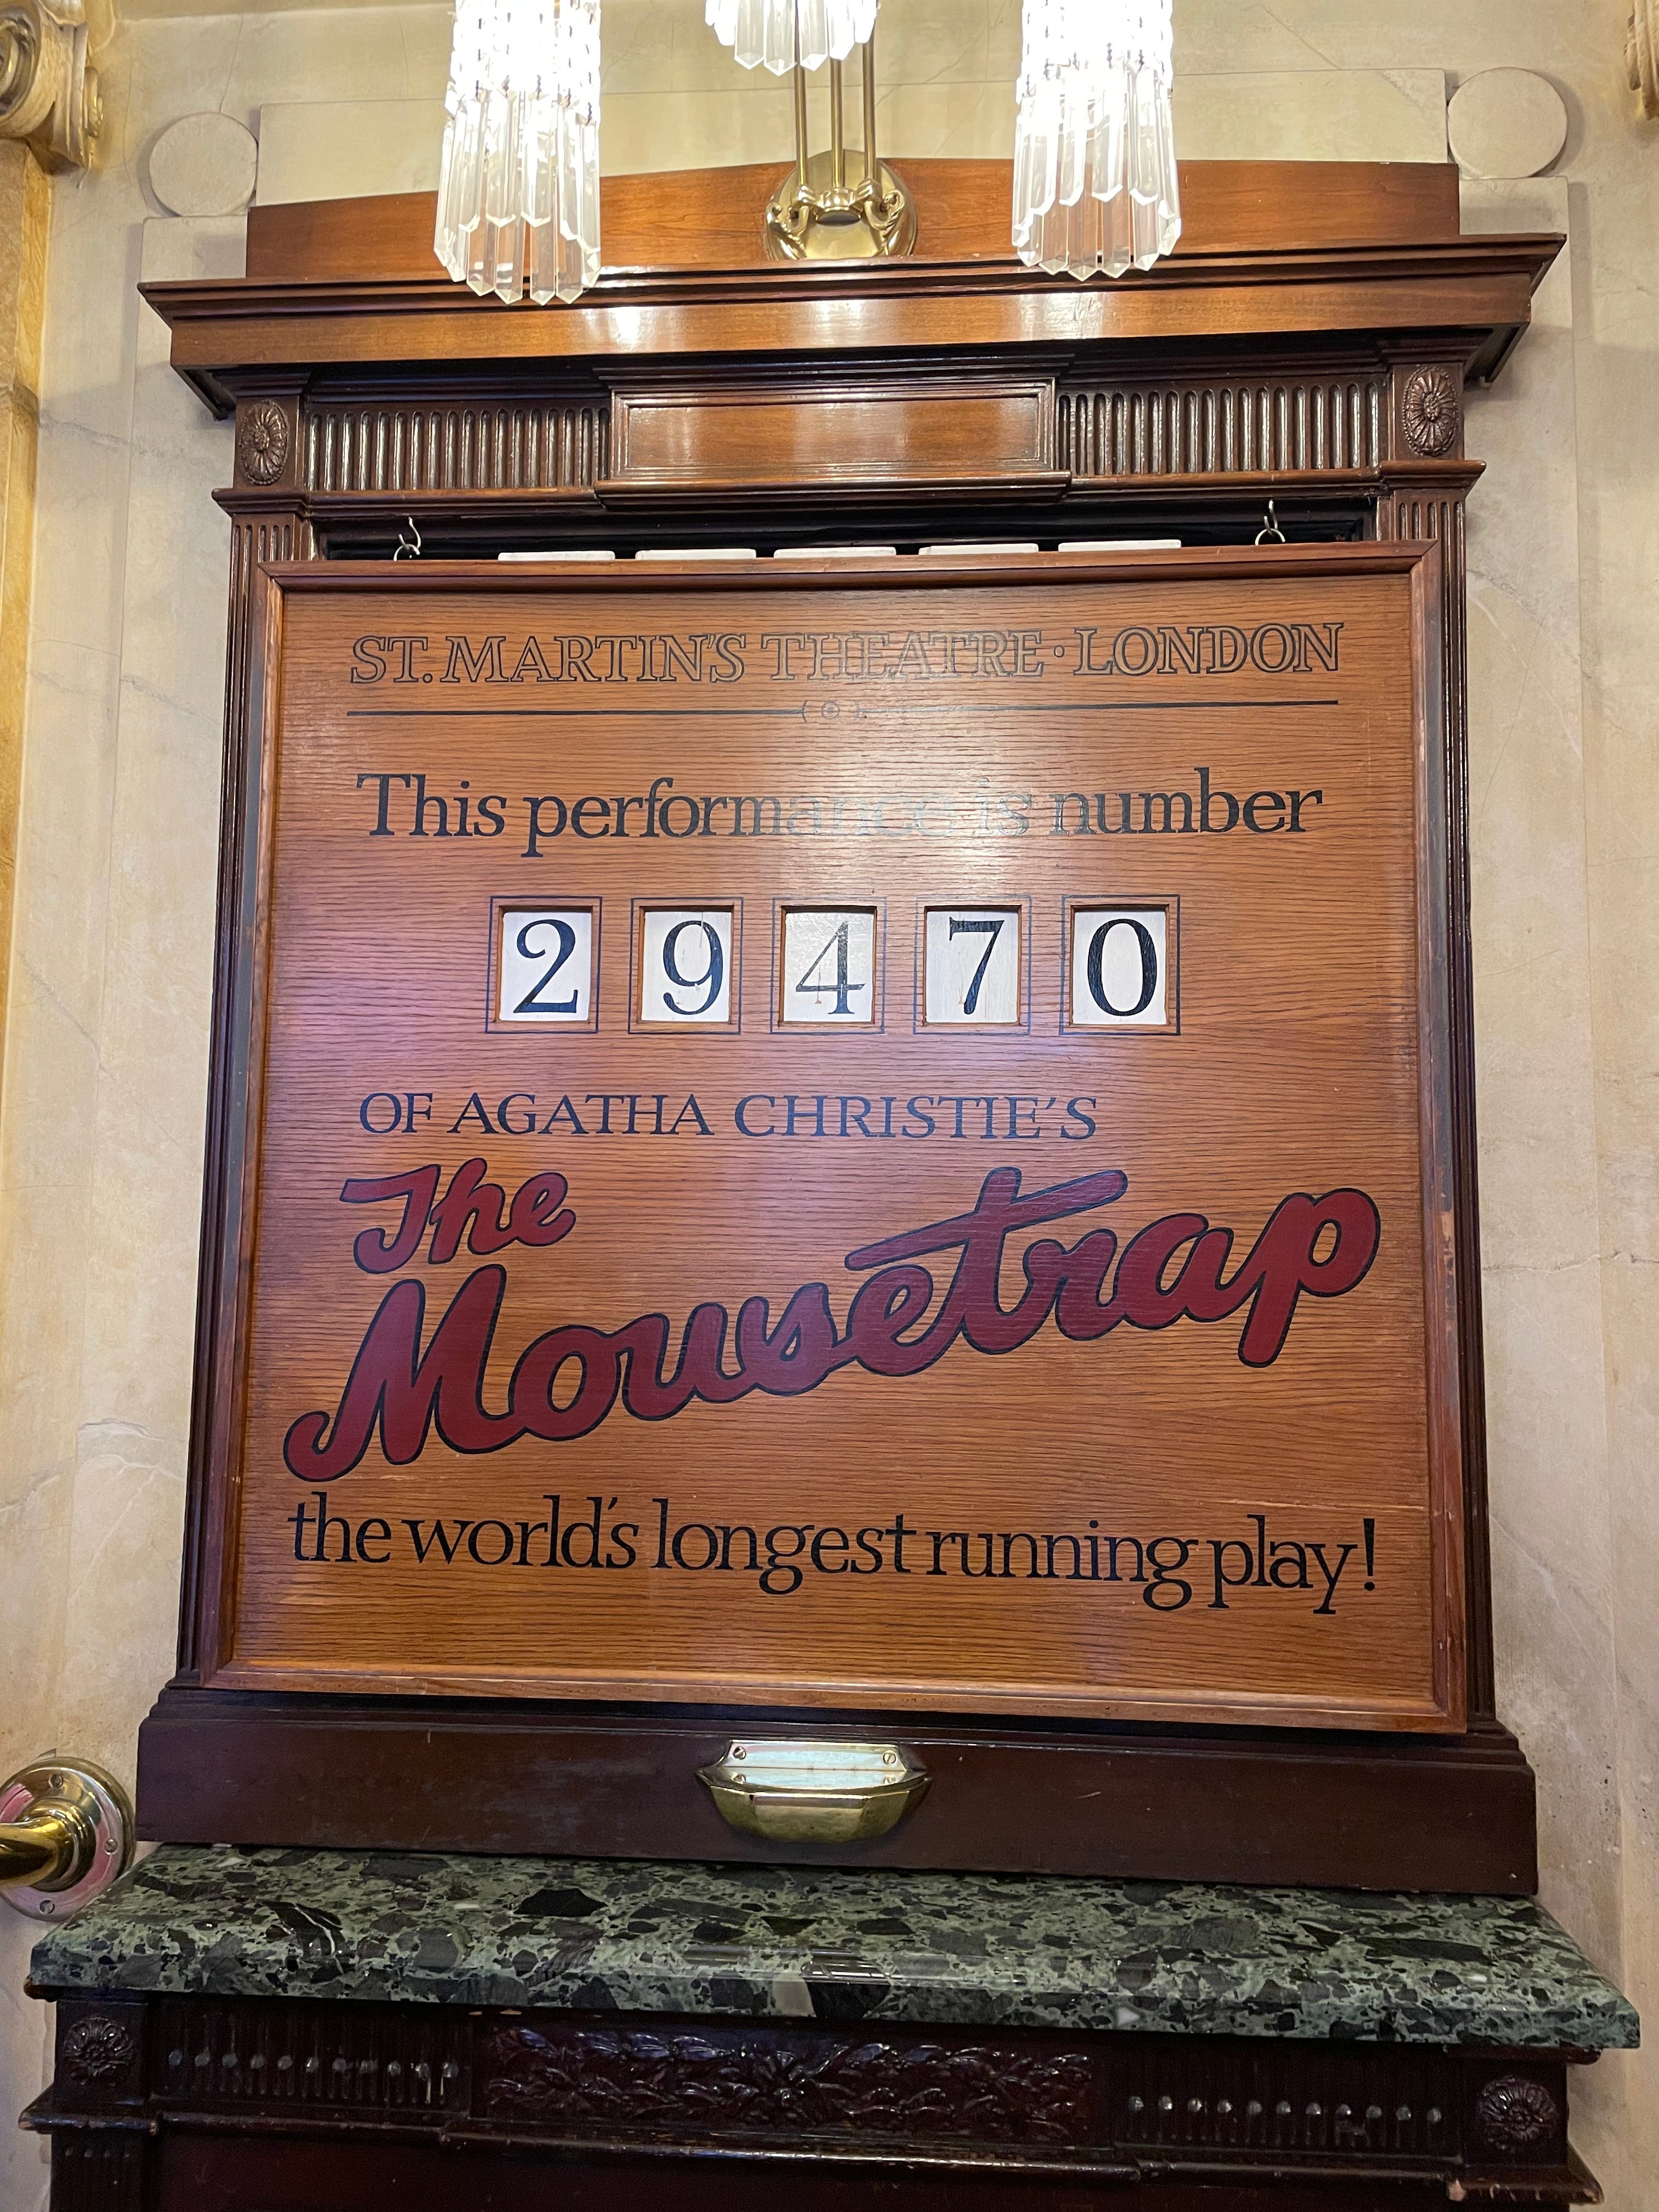 ST. MARTIN'S THEATRE · LONDON
This performance is number
29470
OF AGATHA CHRISTIE'S
The
Mousetrap
the world's longest running play!